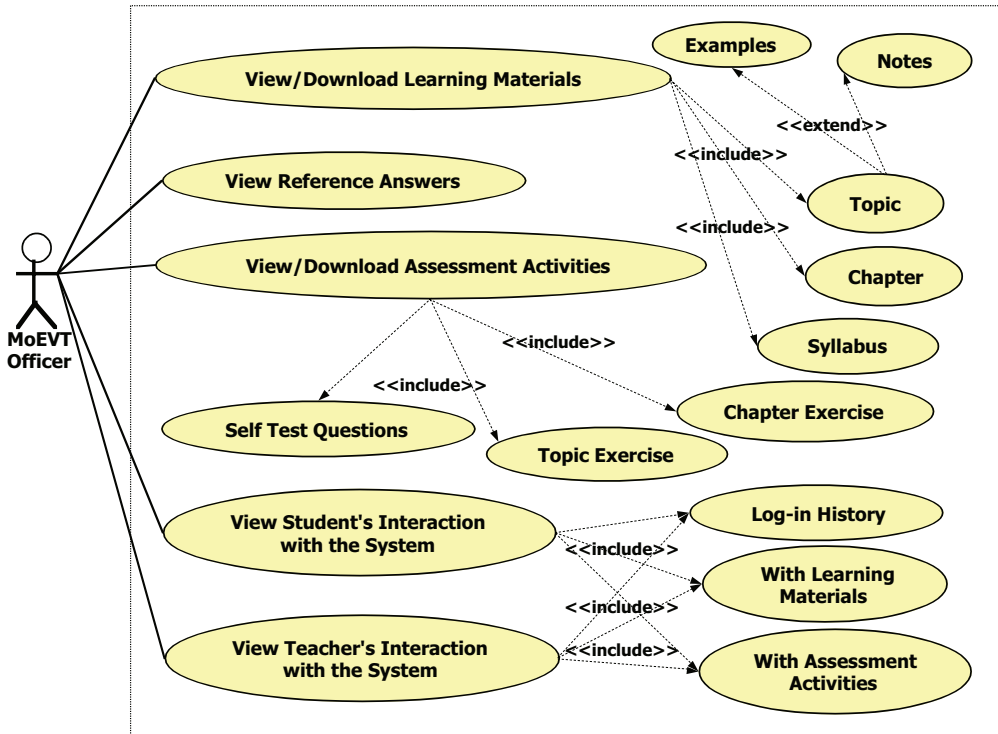 Examples
Notes
View/Download Learning Materials
<<extend>>
<<include>>
View Reference Answers
Topic
<<include>>
View/Download Assessment Activities
Chapter
MoEVT
Officer
<<include>>
Syllabus
<<include>>
Chapter Exercise
Self Test Questions
Topic Exercise
View Student's Interaction
with the System
Log-in History
<<include>>
With Learning
Materials
<<include>>
View Teacher's Interaction
with the System
<<include>>
With Assessment
Activities